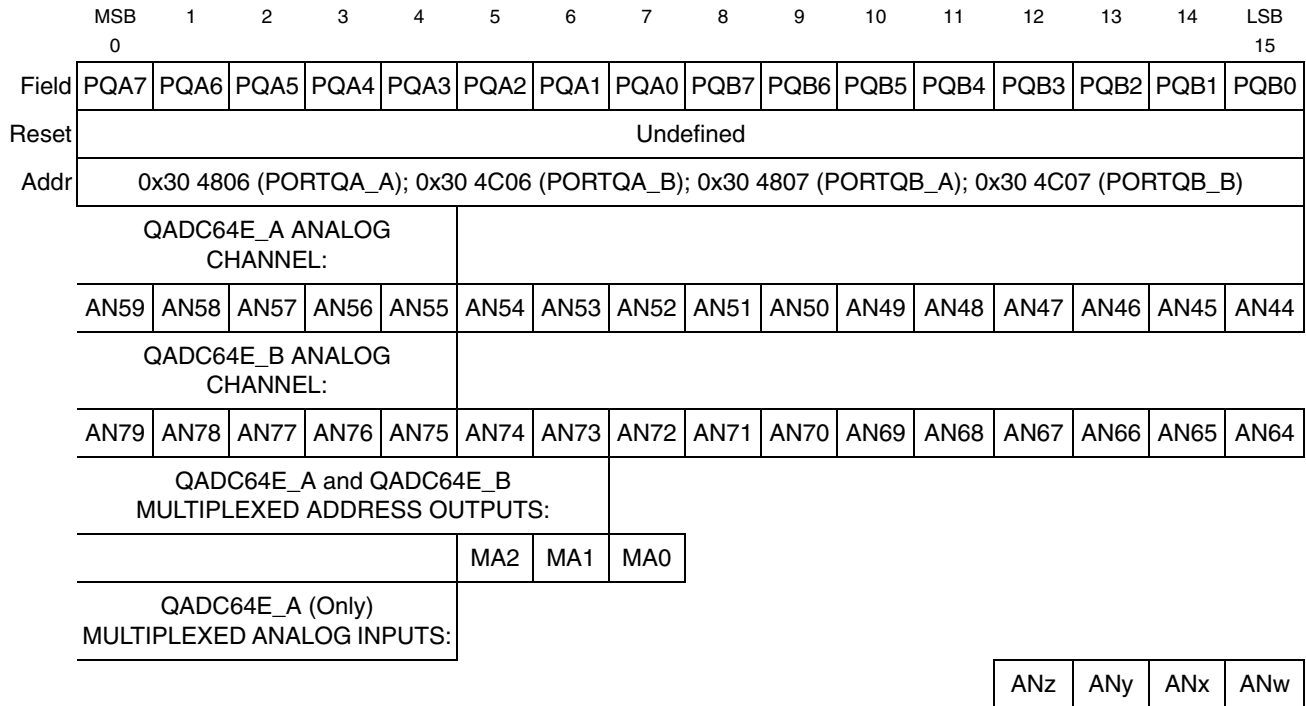 MSB 1 2 3 4 5 6 7 8 9 10 11 12 13 14 LSB
0 15
Field PQA7 PQA6 PQA5 PQA4 PQA3 PQA2 PQA1 PQA0 PQB7 PQB6 PQB5 PQB4 PQB3 PQB2 PQB1 PQB0
Reset Undefined
Addr 0x30 4806 (PORTQA_A); 0x30 4C06 (PORTQA_B); 0x30 4807 (PORTQB_A); 0x30 4C07 (PORTQB_B)
QADC64E_A ANALOG
CHANNEL:
AN59 AN58 AN57 AN56 AN55 AN54 AN53 AN52 AN51 AN50 AN49 AN48 AN47 AN46 AN45 AN44
QADC64E_B ANALOG
CHANNEL:
AN79 AN78 AN77 AN76 AN75 AN74 AN73 AN72 AN71 AN70 AN69 AN68 AN67 AN66 AN65 AN64
QADC64E_A and QADC64E_B
MULTIPLEXED ADDRESS OUTPUTS:
MA2 MA1 MA0
QADC64E_A (Only)
MULTIPLEXED ANALOG INPUTS:
ANz ANy ANx ANw